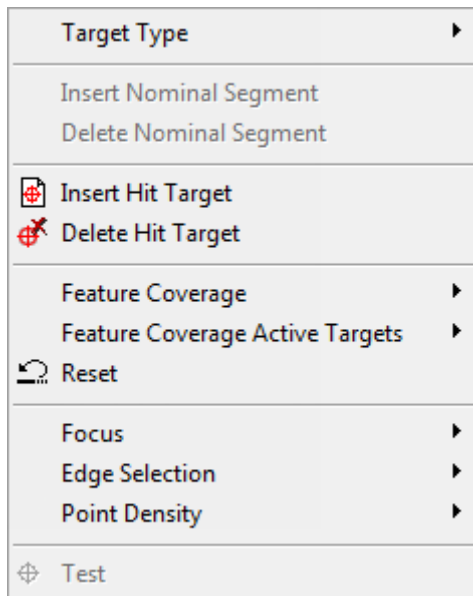 Target Type
Insert Nominal Segment
Delete Nominal Segment
Insert Hit Target
Delete Hit Target
Feature Coverage
Feature Coverage Active Targets
Reset
Focus
Edge Selection
Point Density
Test